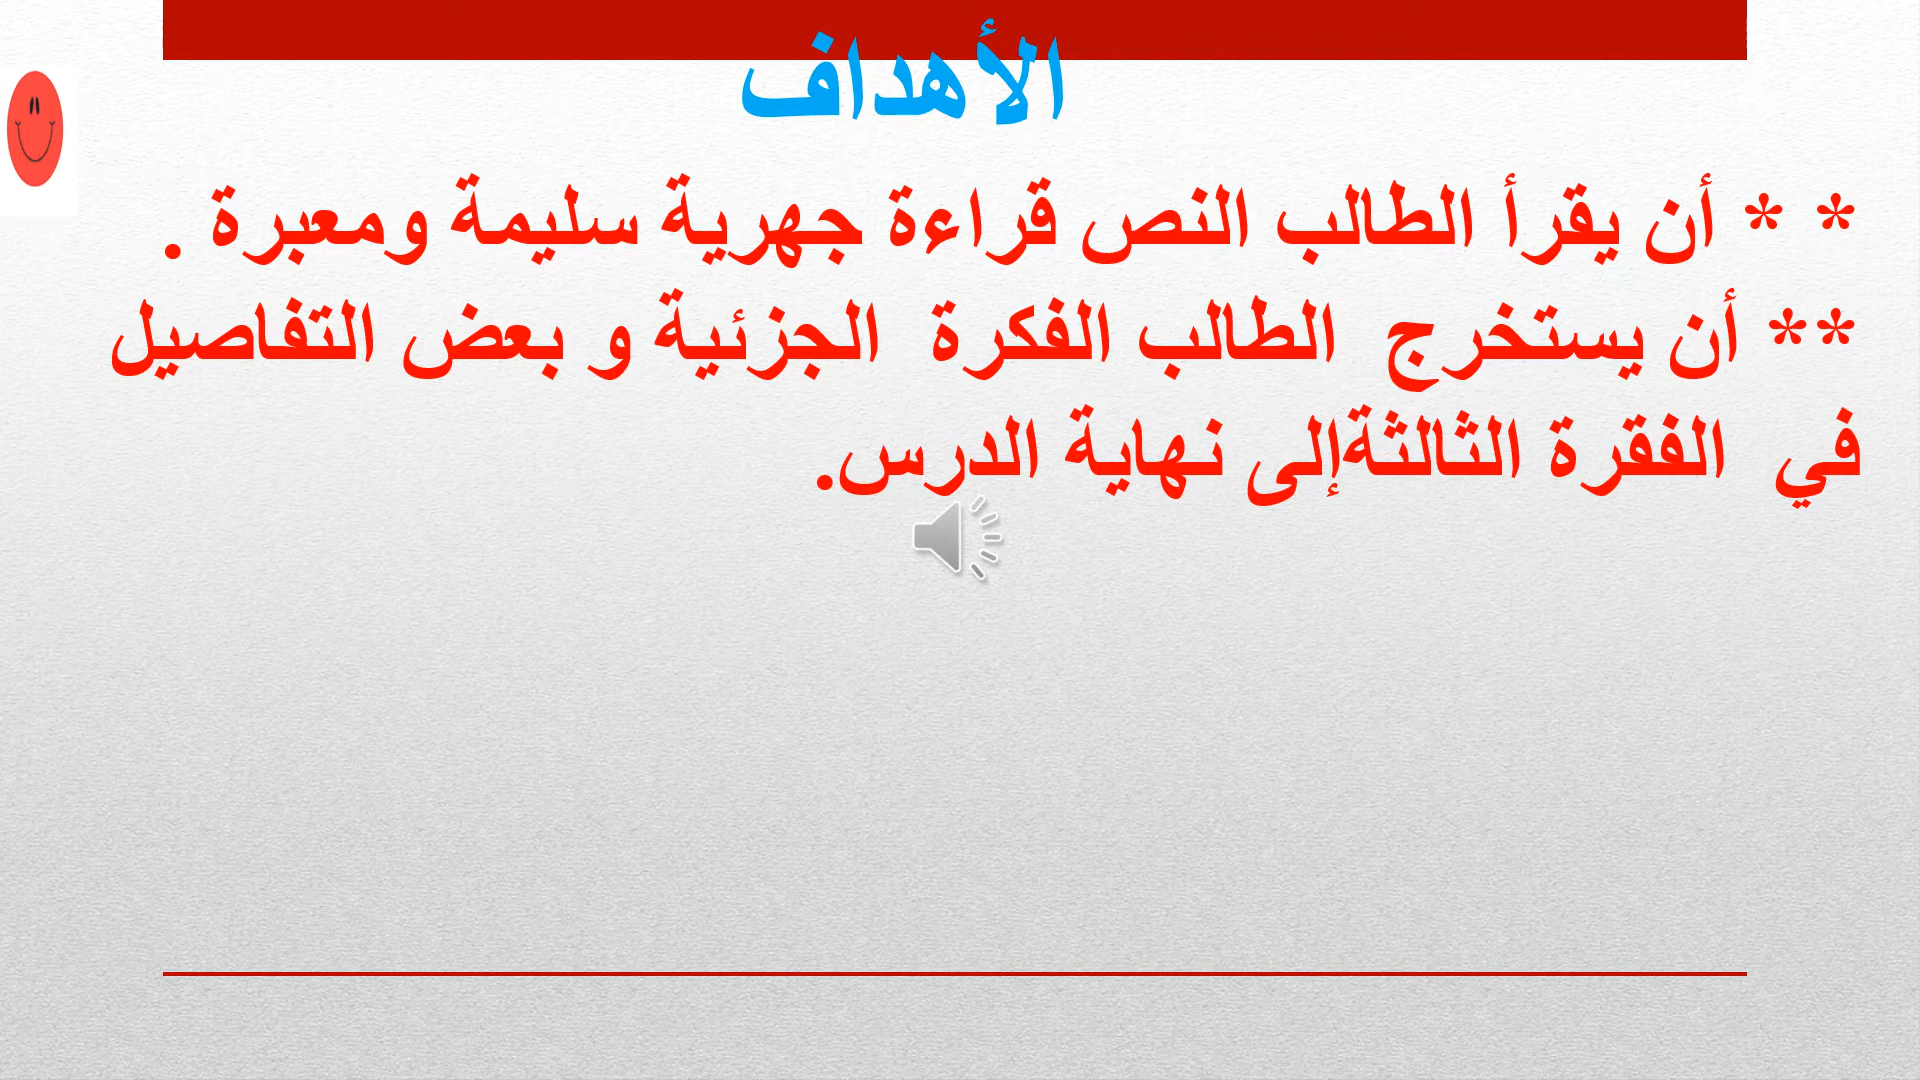 الأهداف
* * أن يقرأ الطالب النص قراءة جهرية سليمة ومعبرة .
** أن يستخرج الطالب الفكرة الجزئية و بعض التفاصيل
في الفقرة الثالثةإلى نهاية الدرس.